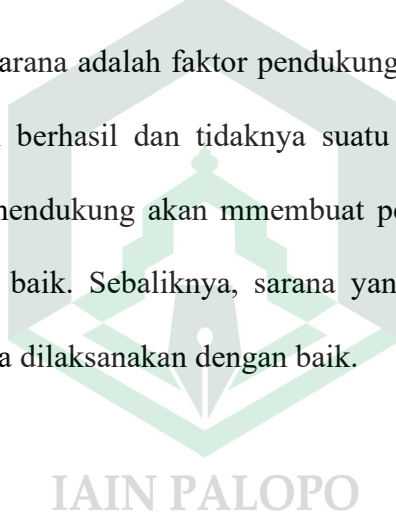 arana adalah faktor pendukung
berhasil dan tidaknya suatu
mendukung akan mmembuat pe
baik. Sebaliknya, sarana yan
a dilaksanakan dengan baik.
IAIN PALOPO